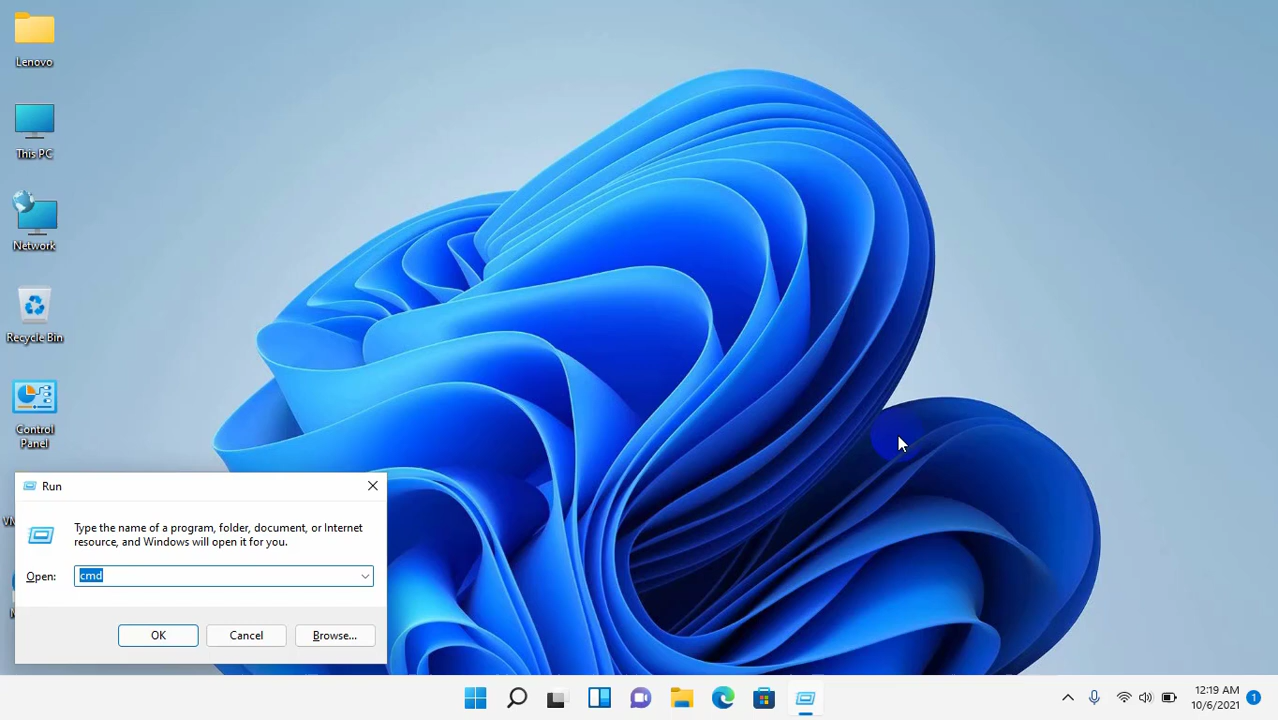 Lenovo
This PC
Network
Recycle Bin
Control
Panel
Run
Type the name of a program, folder, document, or Internet
resource, and Windows will open it for you.
Open:
cmd
OK
Cancel
Browse...
12:19 AM
10/6/2021
1